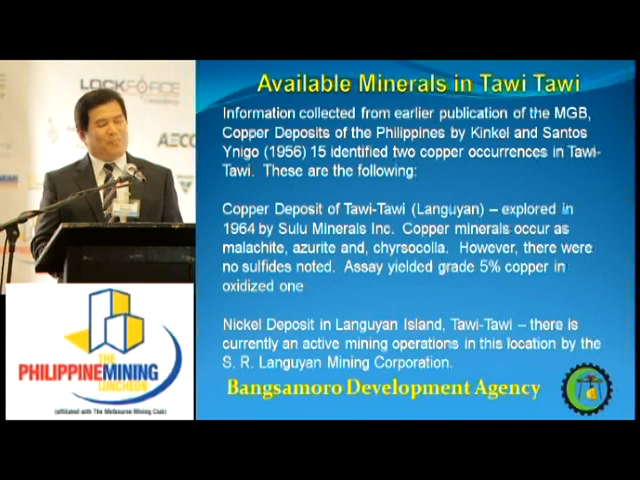 LOCKFORCE
AECO
Available Minerals in Tawi Tawi
Information collected from earlier publication of the MGB,
Copper Deposits of the Philippines by Kinkel and Santos
Ynigo (1956) 15 identified two copper occurrences in Tawi-
Tawi. These are the following:
Copper Deposit of Tawi-Tawi (Languyan) – explored in
1964 by Sulu Minerals Inc. Copper minerals occur as
malachite, azurite and, chyrsocolla. However, there were
no sulfides noted. Assay yielded grade 5% copper in
oxidized one
Nickel Deposit in Languyan Island, Tawi-Tawi – there is
currently an active mining operations in this location by the
S. R. Languyan Mining Corporation.
Bangsamoro Development Agency
THE
PHILIPPINEMINING
LUNCHEON
(affiliated with The Melbourne Mining Club)